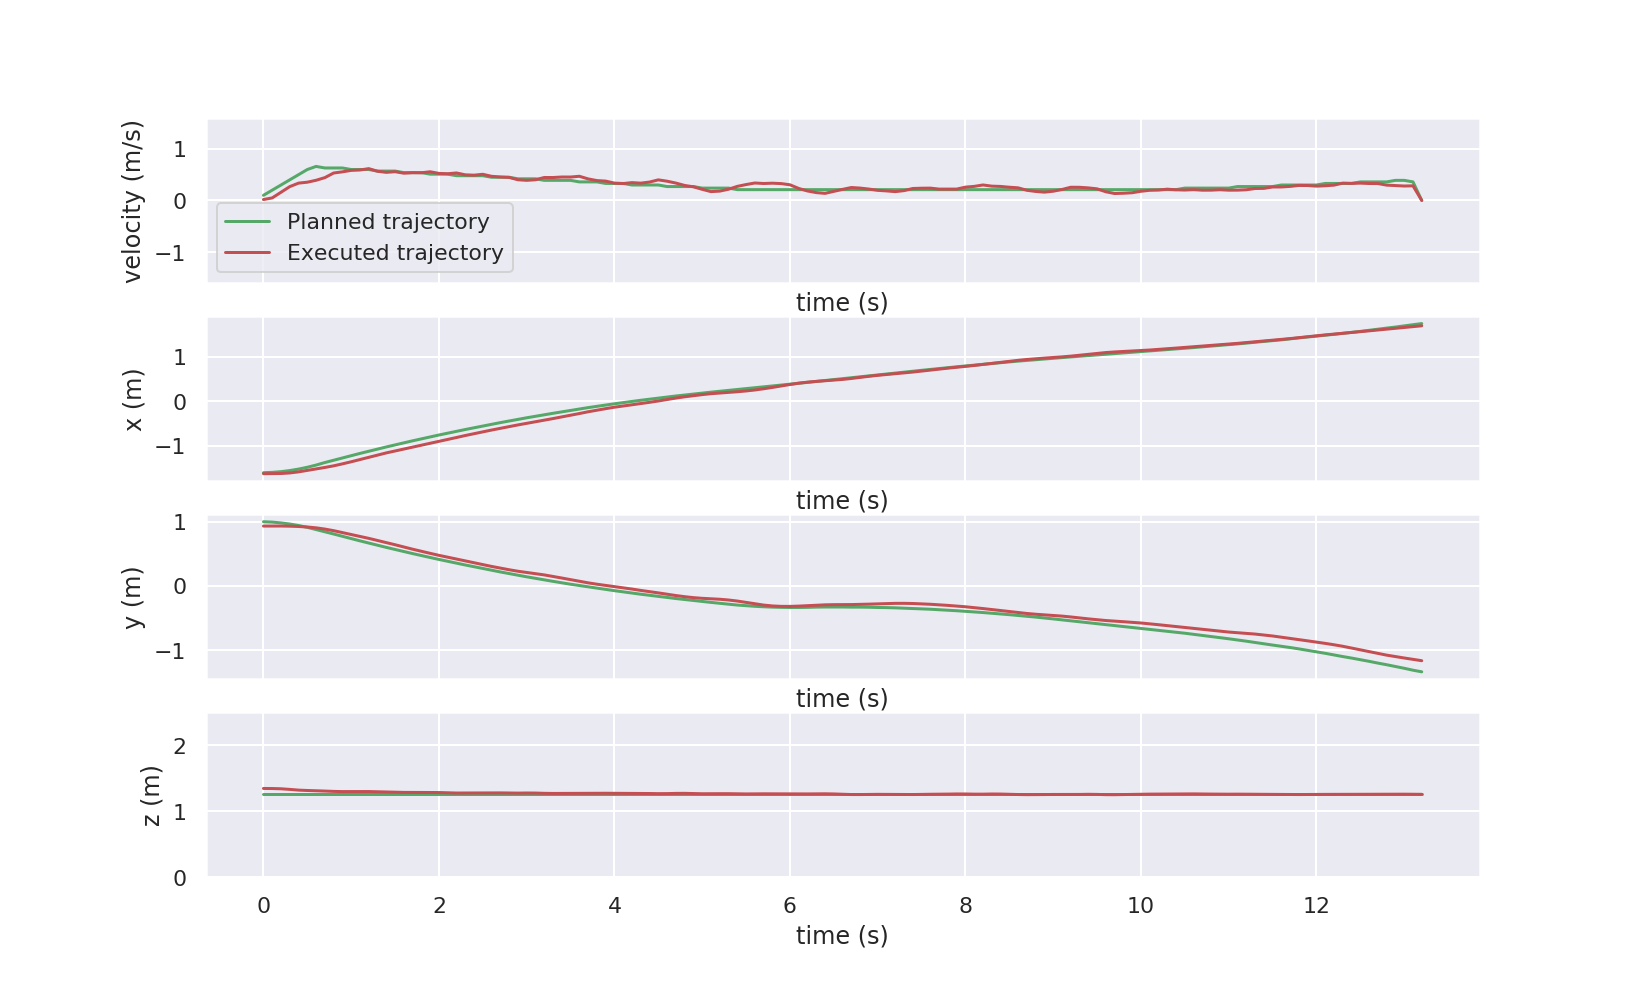 velocity (m/s)
1
0
−1
Planned trajectory
Executed trajectory
time (s)
x (m)
1
0
−1
time (s)
y (m)
1
0
−1
time (s)
z (m)
2
1
0
0 2 4 6 8 10 12
time (s)